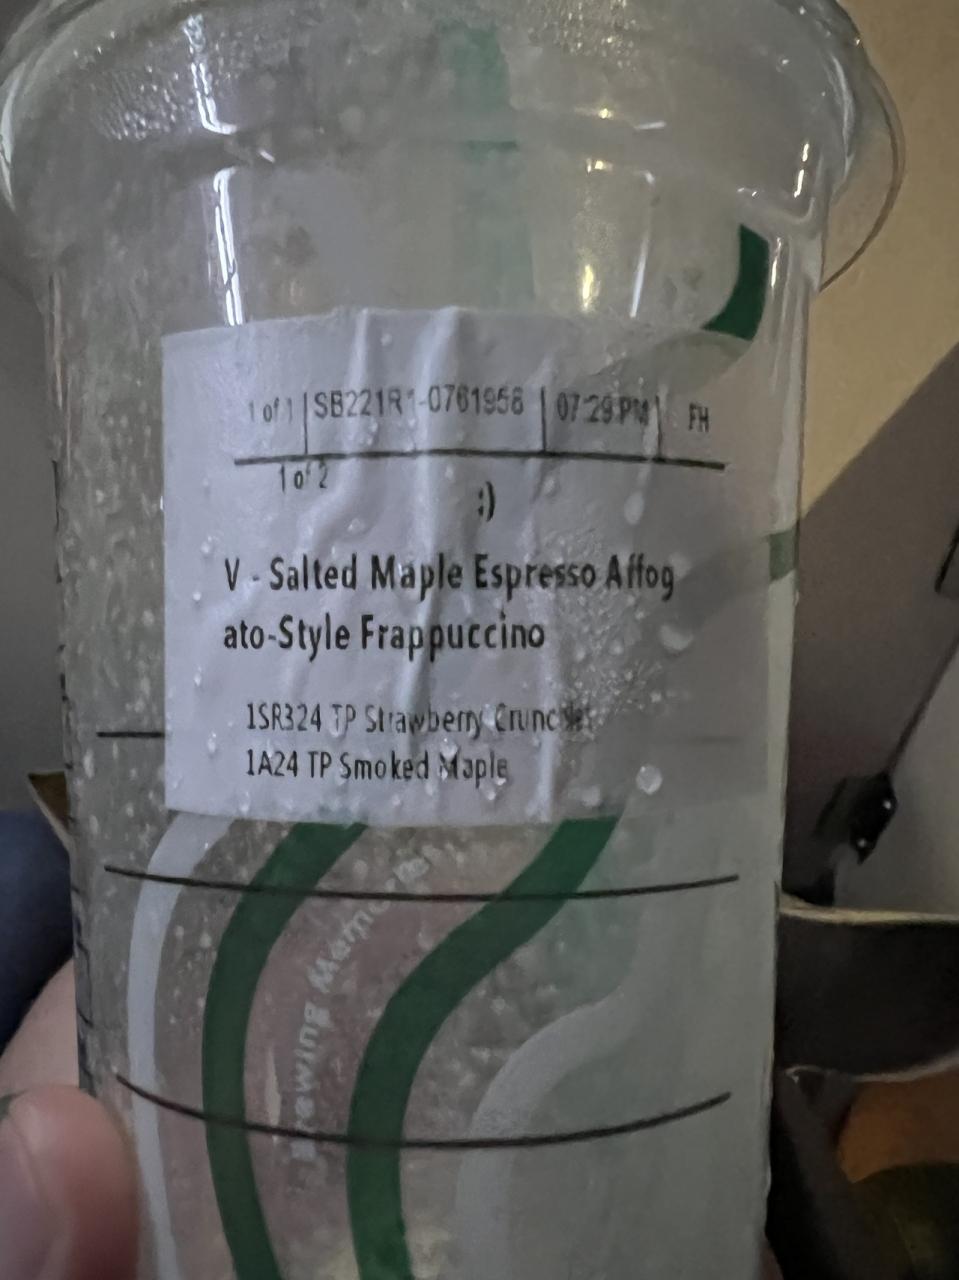 1 of 1 | SB221R1-0761958 | 07:29 PM | FH
1 of 2
:)
V - Salted Maple Espresso Affog
ato-Style Frappuccino
1SR324 TP Strawberry
1A24 TP Smoked Maple
Brewing